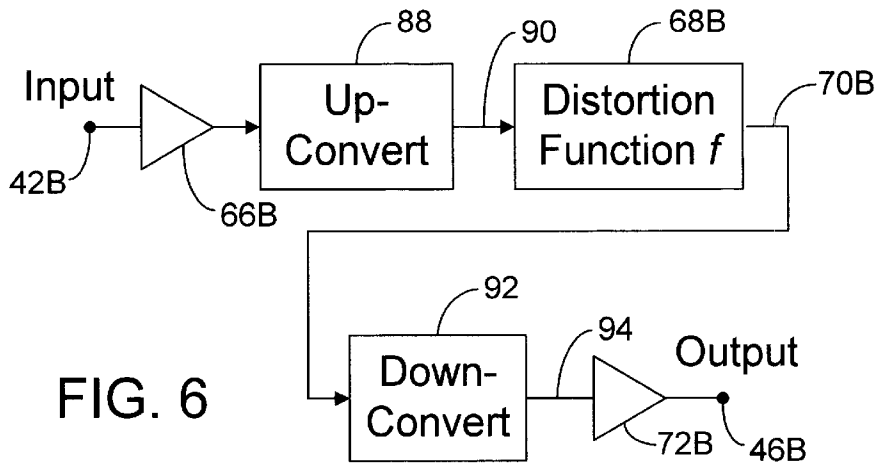 88
90
68B
70B
Input
Up-
Convert
Distortion
Function f
42B
66B
92
94
Output
Down-
Convert
FIG. 6
72B
46B